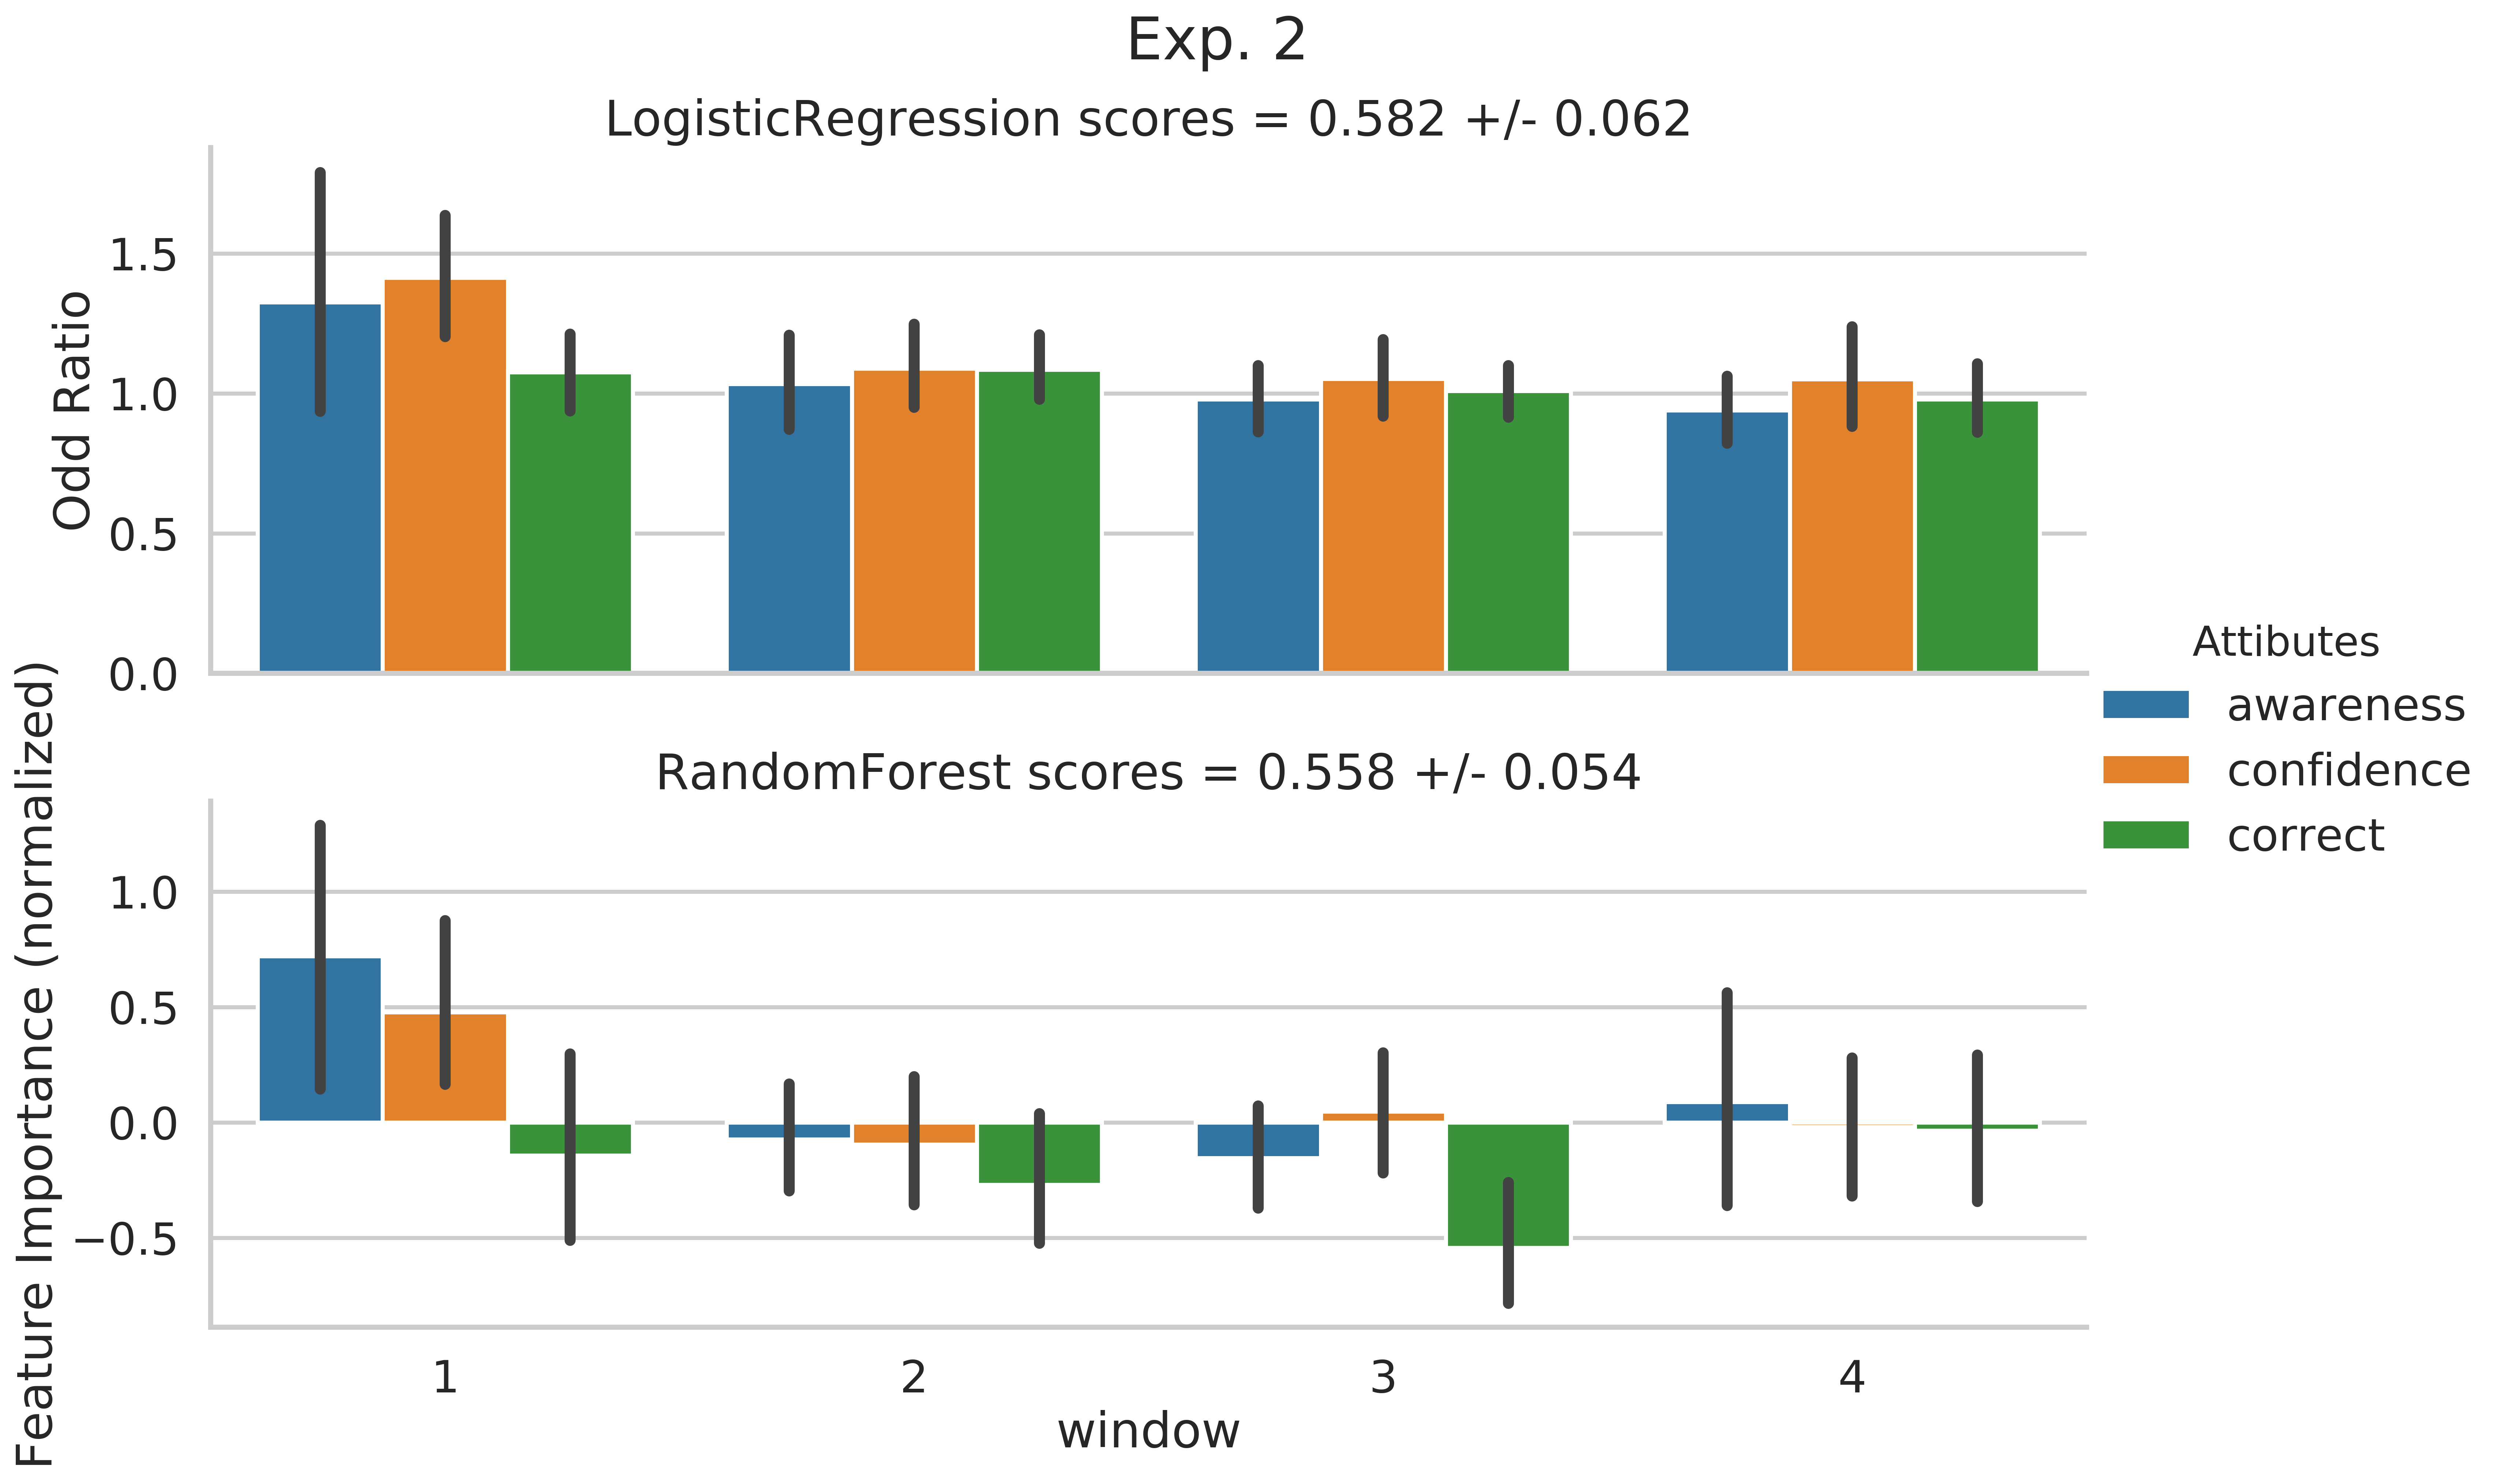 Exp. 2
LogisticRegression scores = 0.582 +/- 0.062
1.5
1.0
0.5
0.0
Odd Ratio
RandomForest scores = 0.558 +/- 0.054
1.0
0.5
0.0
−0.5
Feature Importance (normalized)
1 2 3 4
window
Attibutes
awareness
confidence
correct